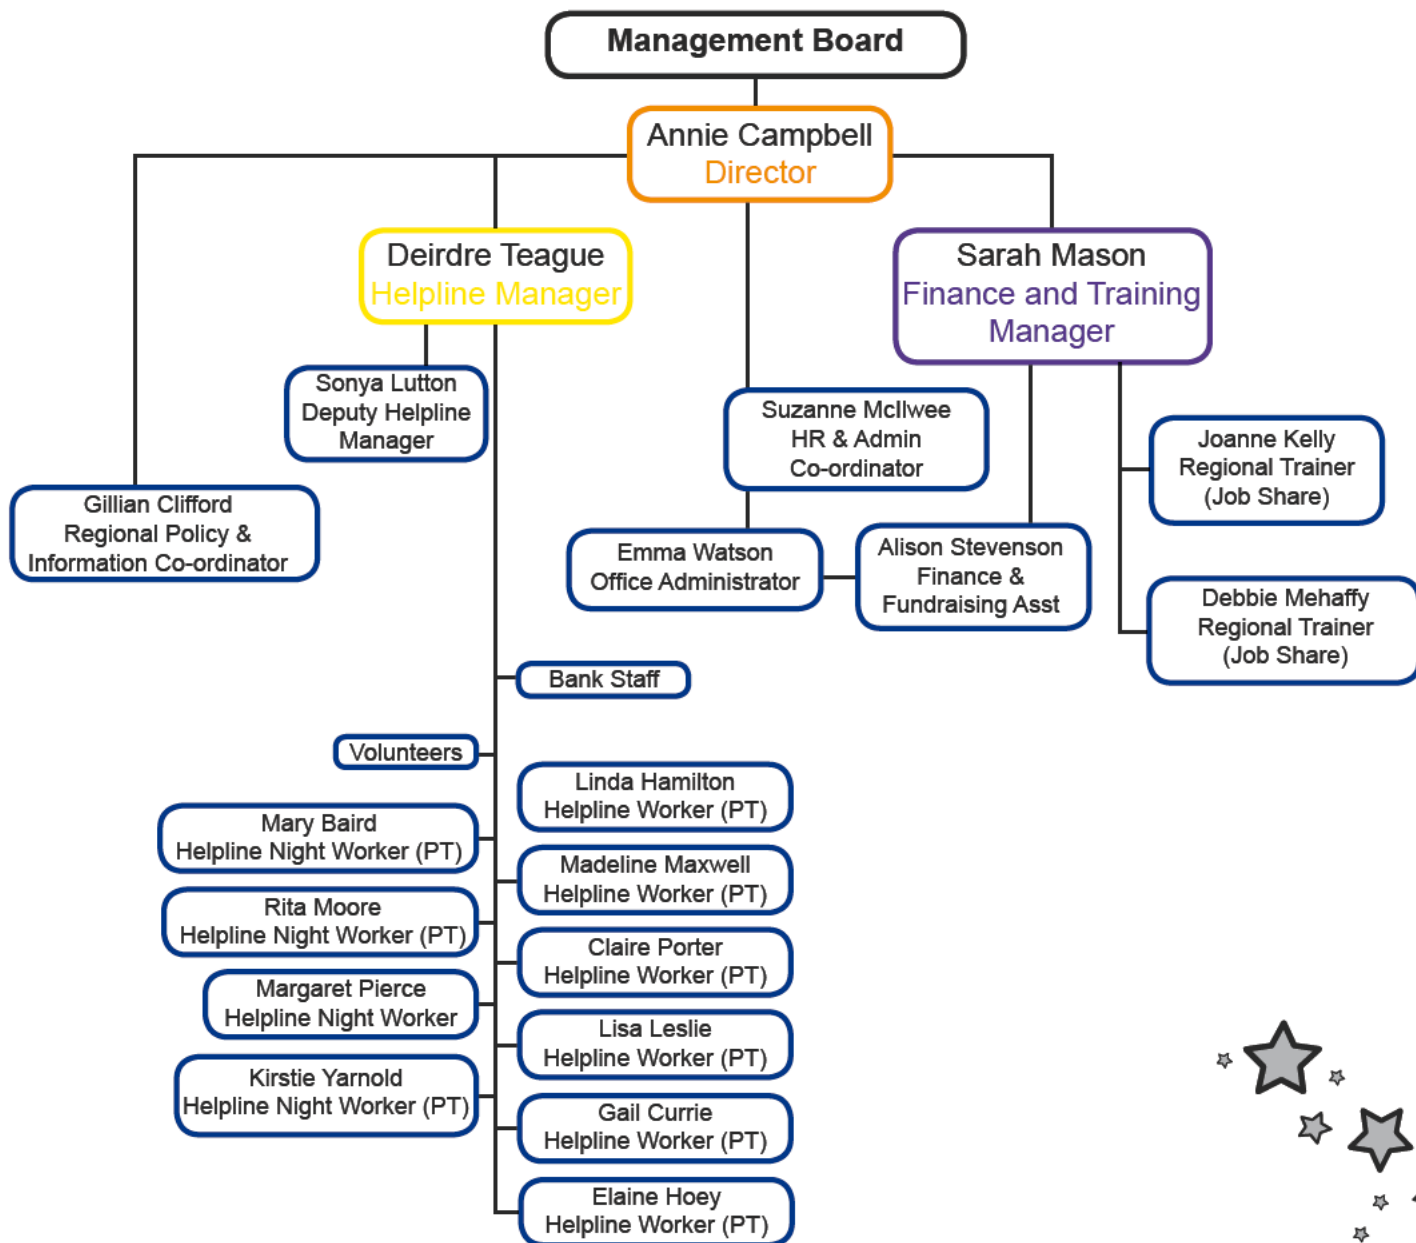 Management Board
Annie Campbell
Director
Deirdre Teague
Helpline Manager
Sarah Mason
Finance and Training
Manager
Sonya Lutton
Deputy Helpline
Manager
Suzanne McIlwee
HR & Admin
Co-ordinator
Joanne Kelly
Regional Trainer
(Job Share)
Gillian Clifford
Regional Policy &
Information Co-ordinator
Emma Watson
Office Administrator
Alison Stevenson
Finance &
Fundraising Asst
Debbie Mehaffy
Regional Trainer
(Job Share)
Bank Staff
Volunteers
Linda Hamilton
Helpline Worker (PT)
Mary Baird
Helpline Night Worker (PT)
Madeline Maxwell
Helpline Worker (PT)
Rita Moore
Helpline Night Worker (PT)
Claire Porter
Helpline Worker (PT)
Margaret Pierce
Helpline Night Worker
Lisa Leslie
Helpline Worker (PT)
Kirstie Yarnold
Helpline Night Worker (PT)
Gail Currie
Helpline Worker (PT)
Elaine Hoey
Helpline Worker (PT)